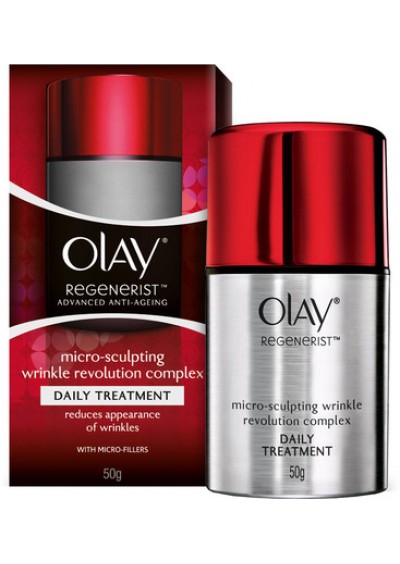 OLAY®
REGENERIST™
ADVANCED ANTI-AGEING
micro-sculpting
wrinkle revolution complex
DAILY TREATMENT
reduces appearance
of wrinkles
WITH MICRO-FILLERS
50g
OLAY®
REGENERIST™
micro-sculpting wrinkle
revolution complex
DAILY
TREATMENT
50g